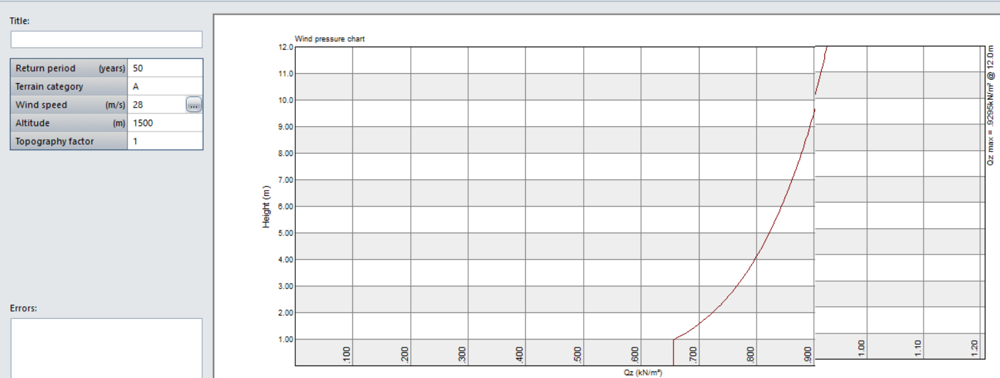 Title:
Return period (years) 50
Terrain category A
Wind speed (m/s) 28 ...
Altitude (m) 1500
Topography factor 1
Errors:
Wind pressure chart
12.0
11.0
10.0
9.00
8.00
7.00
6.00
5.00
4.00
3.00
2.00
1.00
Height (m)
.100 .200 .300 .400 .500 .600 .700 .800 .900 1.00 1.10 1.20
Qz (kN/m²)
Qz max = .9295kN/m² @ 12.0m